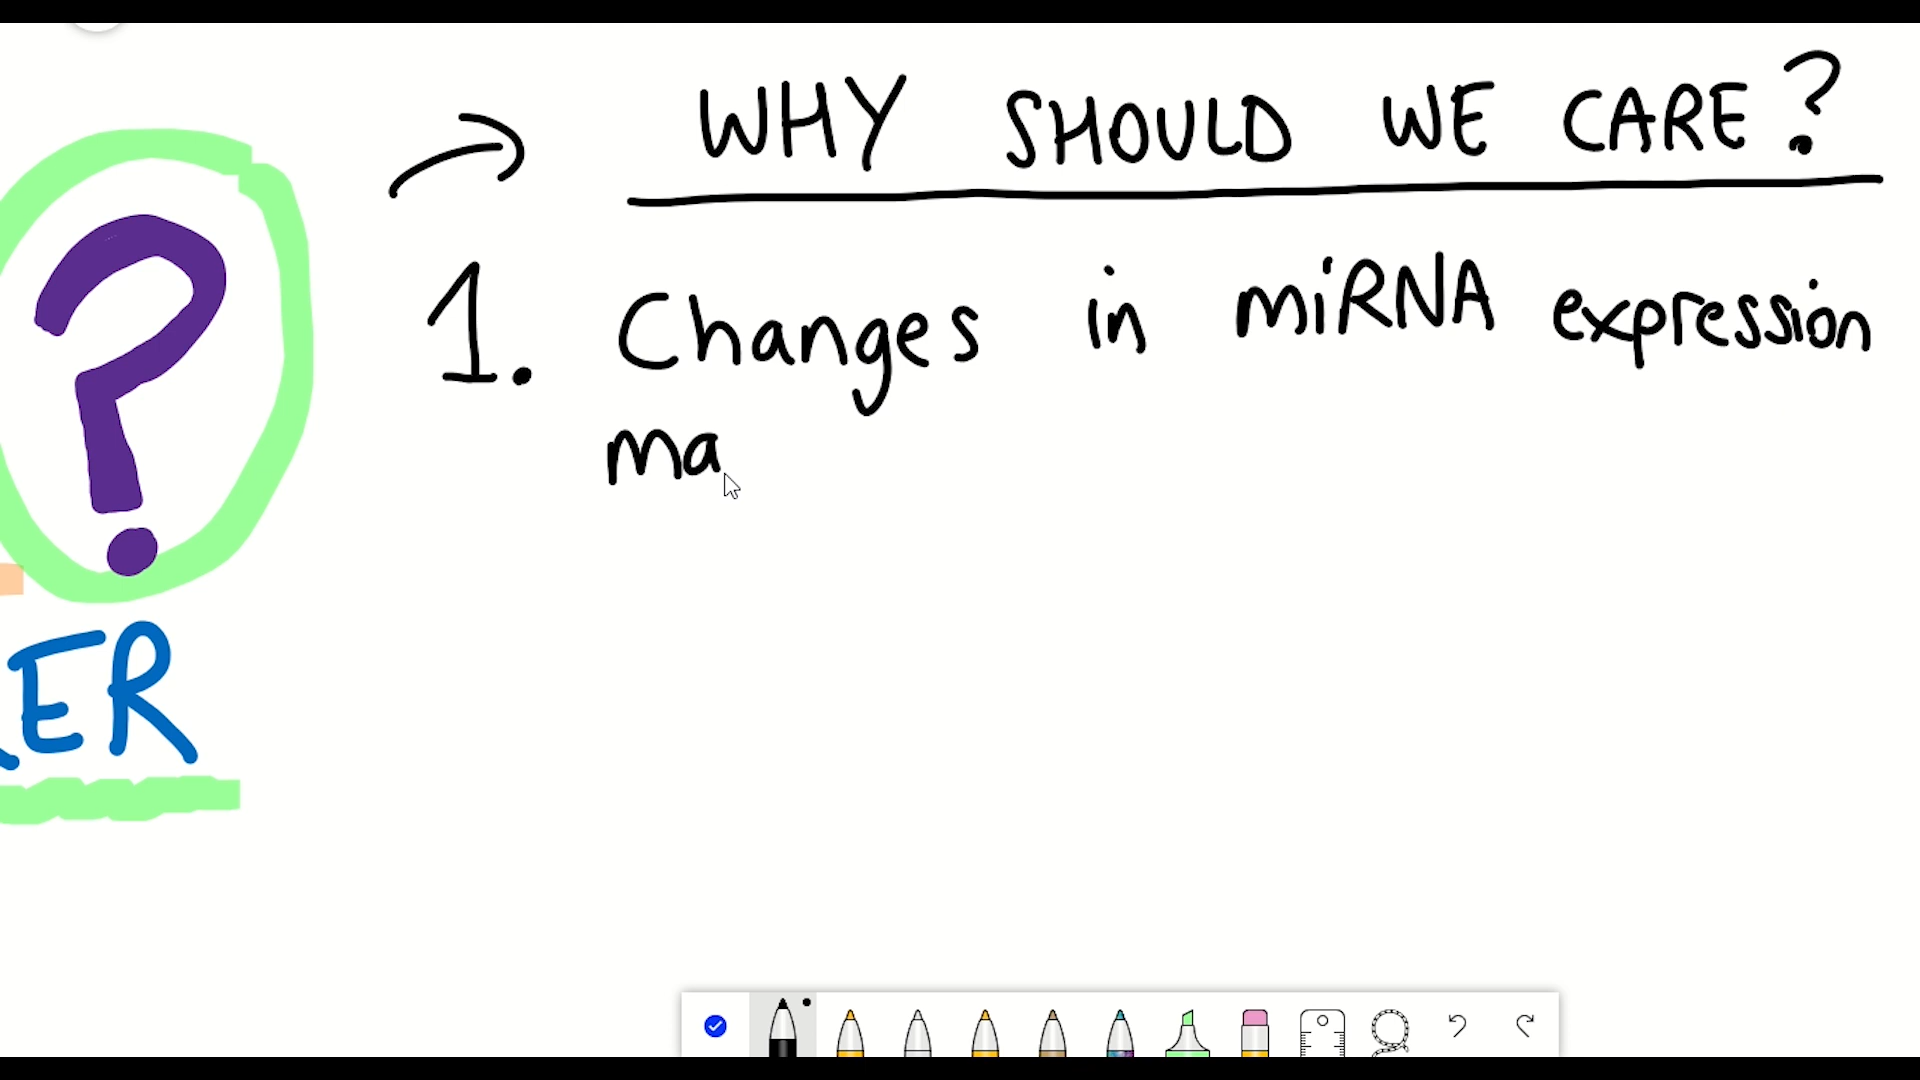 WHY SHOULD WE CARE?
1. Changes in miRNA expression
ma
?
ER